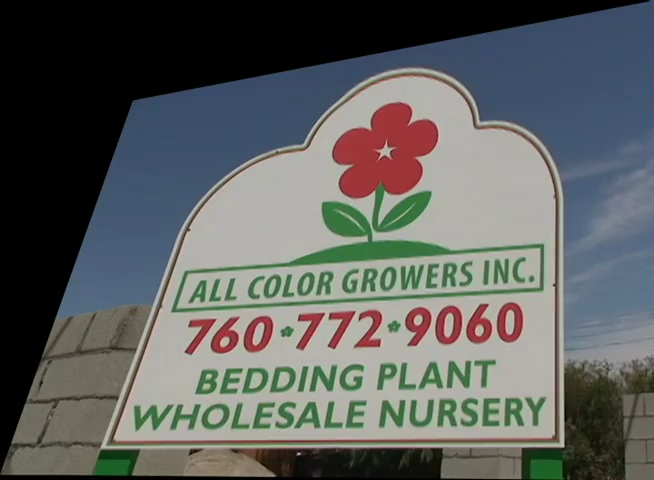 ALL COLOR GROWERS INC.
760 772 9060
BEDDING PLANT
WHOLESALE NURSERY